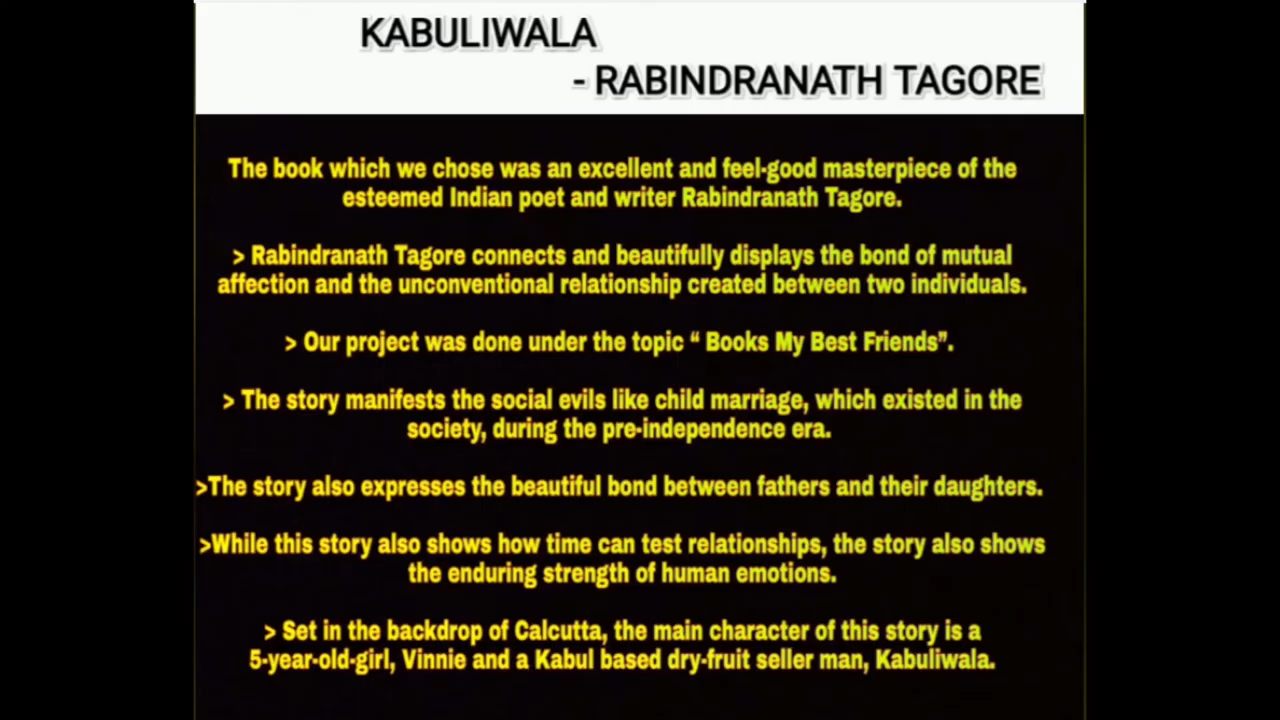 KABULIWALA
- RABINDRANATH TAGORE
The book which we chose was an excellent and feel-good masterpiece of the
esteemed Indian poet and writer Rabindranath Tagore.
> Rabindranath Tagore connects and beautifully displays the bond of mutual
affection and the unconventional relationship created between two individuals.
> Our project was done under the topic “ Books My Best Friends”.
> The story manifests the social evils like child marriage, which existed in the
society, during the pre-independence era.
>The story also expresses the beautiful bond between fathers and their daughters.
>While this story also shows how time can test relationships, the story also shows
the enduring strength of human emotions.
> Set in the backdrop of Calcutta, the main character of this story is a
5-year-old-girl, Vinnie and a Kabul based dry-fruit seller man, Kabuliwala.